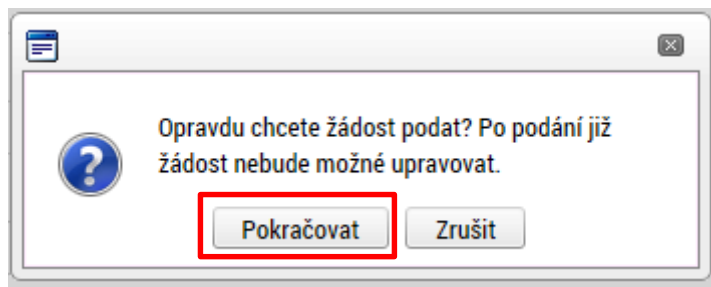 Opravdu chcete žádost podat? Po podání již
žádost nebude možné upravovat.
Pokračovat Zrušit